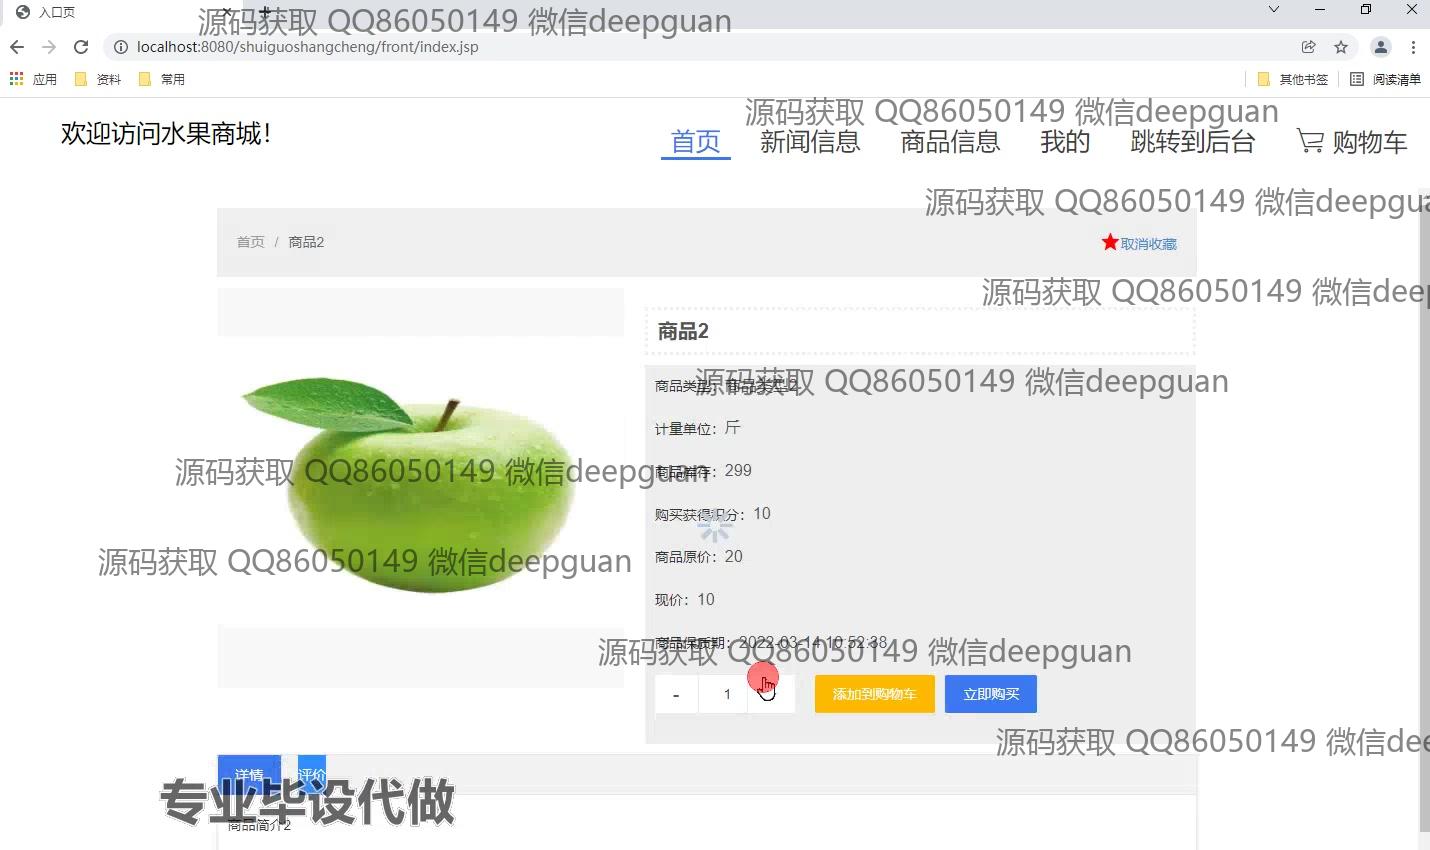 入口页
源码获取 QQ86050149 微信deepguan
localhost:8080/shuiguoshangcheng/front/index.jsp
应用 资料 常用 其他书签 阅读清单
源码获取 QQ86050149 微信deepguan
欢迎访问水果商城！
首页 新闻信息 商品信息 我的 跳转到后台 购物车
源码获取 QQ86050149 微信deepgua
首页 / 商品2 取消收藏
源码获取 QQ86050149 微信deep
商品2
源码获取 QQ86050149 微信deepguan
商品类型：商品类型2
计量单位：斤
源码获取 QQ86050149 微信deepguan
商品库存：299
购买获得积分：10
商品原价：20
源码获取 QQ86050149 微信deepguan
现价：10
商品保质期：2022-03-14 10:52:38
源码获取 QQ86050149 微信deepguan
- 1 添加到购物车 立即购买
源码获取 QQ86050149 微信dee
详情 评价
专业毕设代做
商品简介2